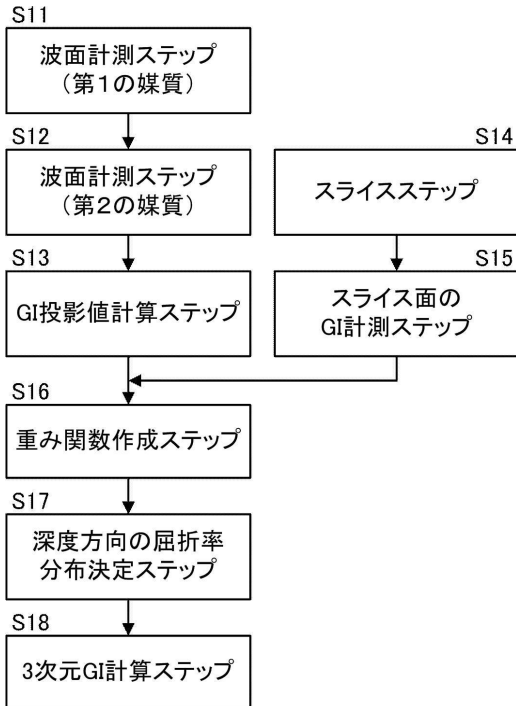 S11
波面計測ステップ
（第1の媒質）
S12
波面計測ステップ
（第2の媒質）
S13
GI投影値計算ステップ
S14
スライスステップ
S15
スライス面の
GI計測ステップ
S16
重み関数作成ステップ
S17
深度方向の屈折率
分布決定ステップ
S18
3次元GI計算ステップ